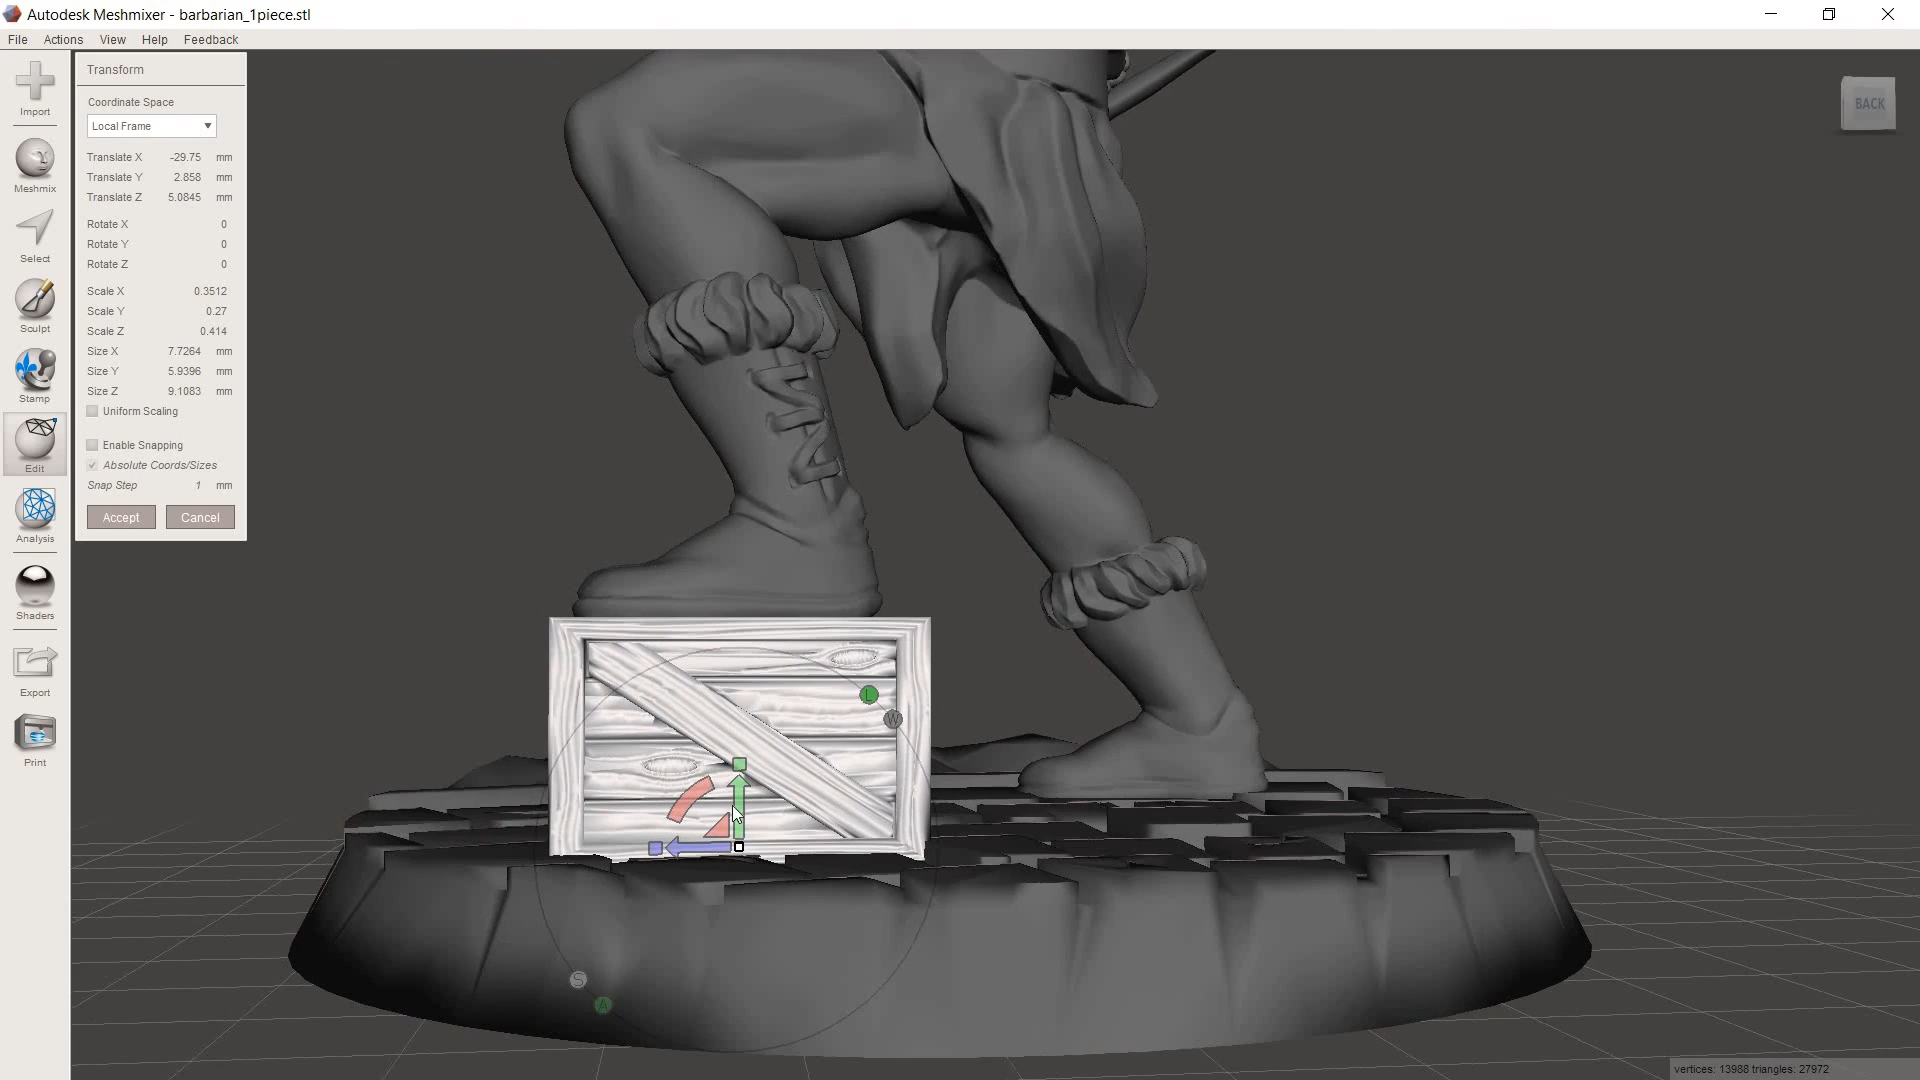 Autodesk Meshmixer - barbarian_1piece.stl
File Actions View Help Feedback
Import
Meshmix
Select
Sculpt
Stamp
Edit
Analysis
Shaders
Export
Print
Transform
Coordinate Space
Local Frame
Translate X -29.75 mm
Translate Y 2.858 mm
Translate Z 5.0845 mm
Rotate X 0
Rotate Y 0
Rotate Z 0
Scale X 0.3512
Scale Y 0.27
Scale Z 0.414
Size X 7.7264 mm
Size Y 5.9396 mm
Size Z 9.1083 mm
Uniform Scaling
Enable Snapping
Absolute Coords/Sizes
Snap Step 1 mm
Accept Cancel
BACK
L
W
S
A
vertices: 13988 triangles: 27972